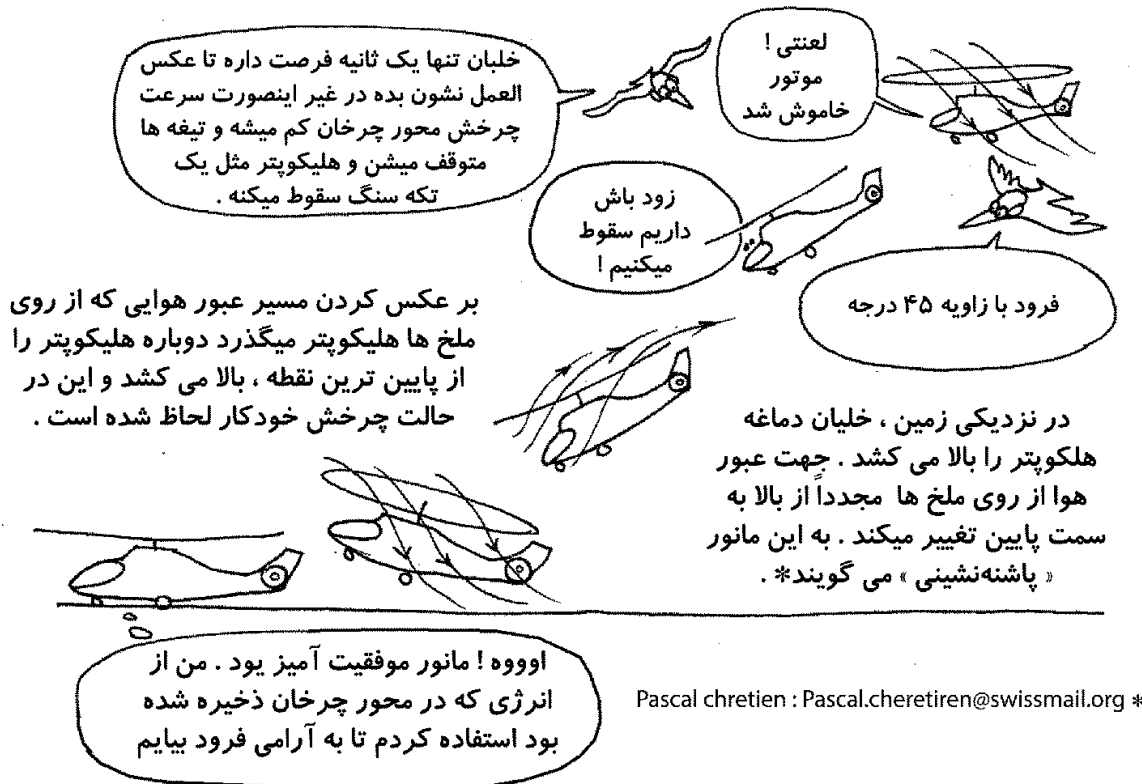 لعنتی !
موتور
خاموش شد
خلبان تنها یک ثانیه فرصت داره تا عکس
العمل نشون بده در غیر اینصورت سرعت
چرخش محور چرخان کم میشه و تیغه ها
متوقف میشن و هلیکوپتر مثل یک
تکه سنگ سقوط میکنه .
زود باش
داریم سقوط
میکنیم !
فرود با زاویه ۴۵ درجه
بر عکس کردن مسیر عبور هوایی که از روی
ملخ ها هلیکوپتر میگذرد دوباره هلیکوپتر را
از پایین ترین نقطه ، بالا می کشد و این در
حالت چرخش خودکار لحاظ شده است .
در نزدیکی زمین ، خلیان دماغه
هلکوپتر را بالا می کشد . جهت عبور
هوا از روی ملخ ها مجدداً از بالا به
سمت پایین تغییر میکند . به این مانور
« پاشنه‌نشینی » می گویند* .
اوووه ! مانور موفقیت آمیز یود . من از
انرژی که در محور چرخان ذخیره شده
بود استفاده کردم تا به آرامی فرود بیایم
Pascal chretien : Pascal.cheretiren@swissmail.org *